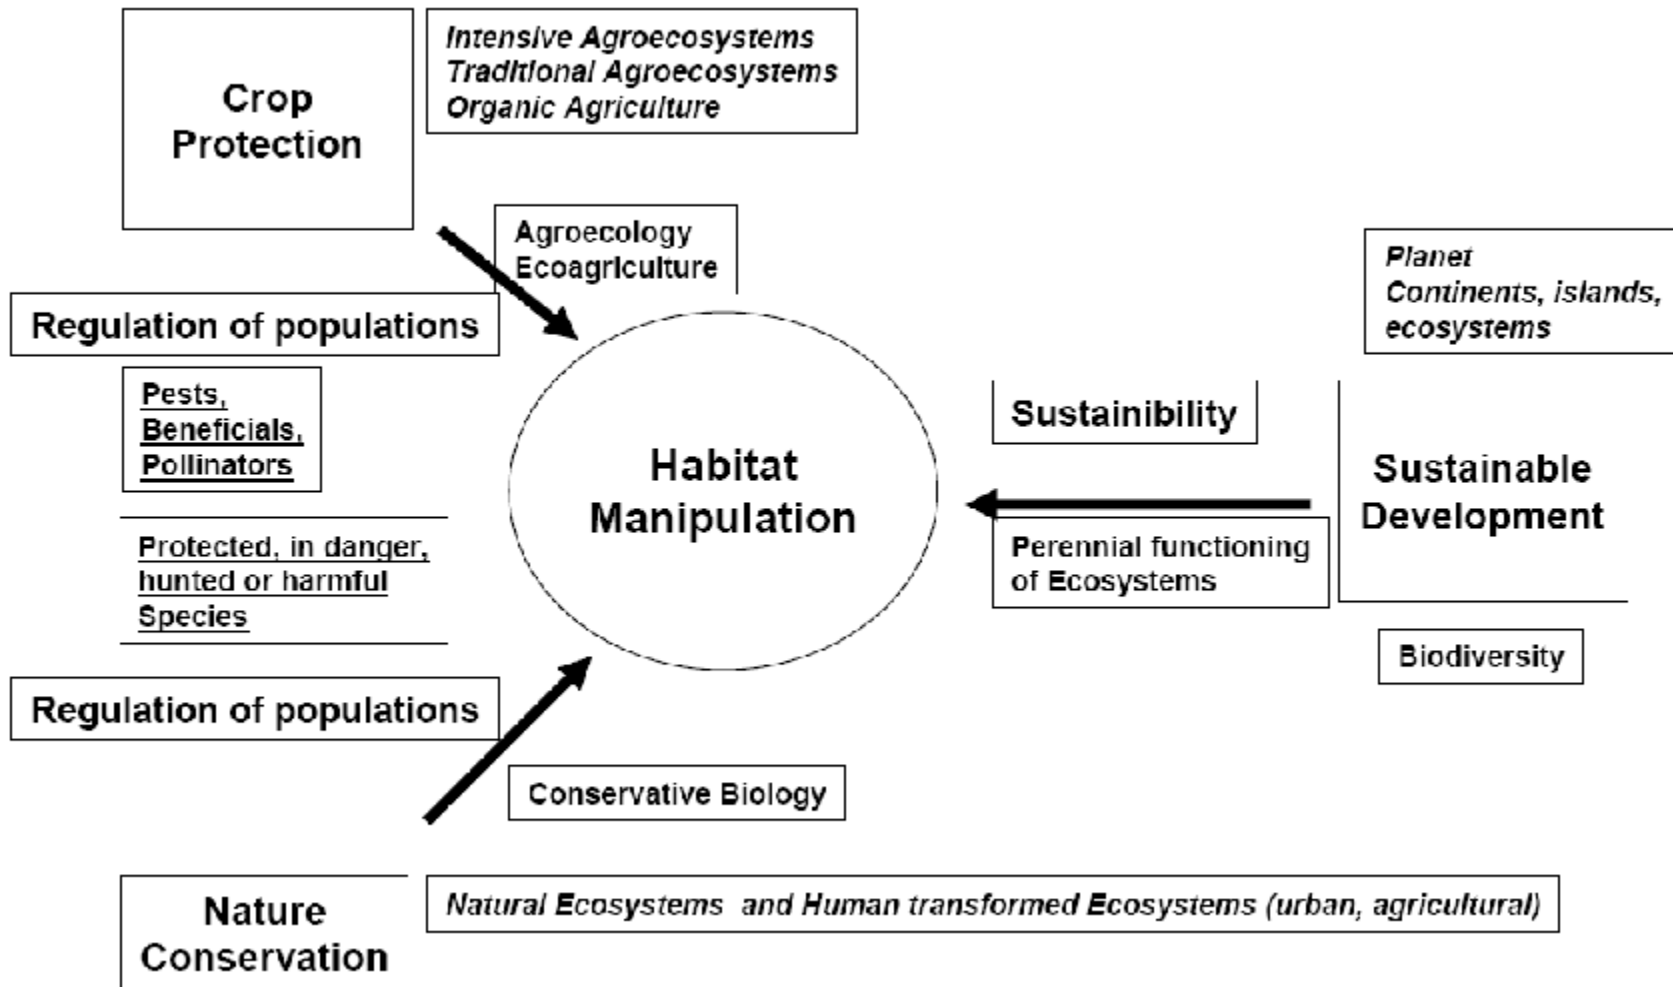 Crop
Protection
Intensive Agroecosystems
Traditional Agroecosystems
Organic Agriculture
Agroecology
Ecoagriculture
Regulation of populations
Pests,
Beneficials,
Pollinators
Protected, in danger,
hunted or harmful
Species
Regulation of populations
Habitat
Manipulation
Planet
Continents, islands,
ecosystems
Sustainibility
Sustainable
Development
Perennial functioning
of Ecosystems
Biodiversity
Conservative Biology
Nature
Conservation
Natural Ecosystems and Human transformed Ecosystems (urban, agricultural)